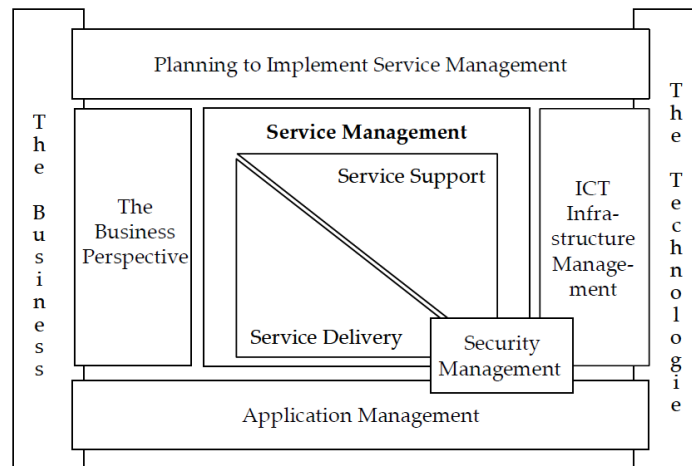 Planning to Implement Service Management
The Business
The Technologie
Service Management
Service Support
The
Business
Perspective
ICT
Infra-
structure
Manage-
ment
Service Delivery
Security
Management
Application Management